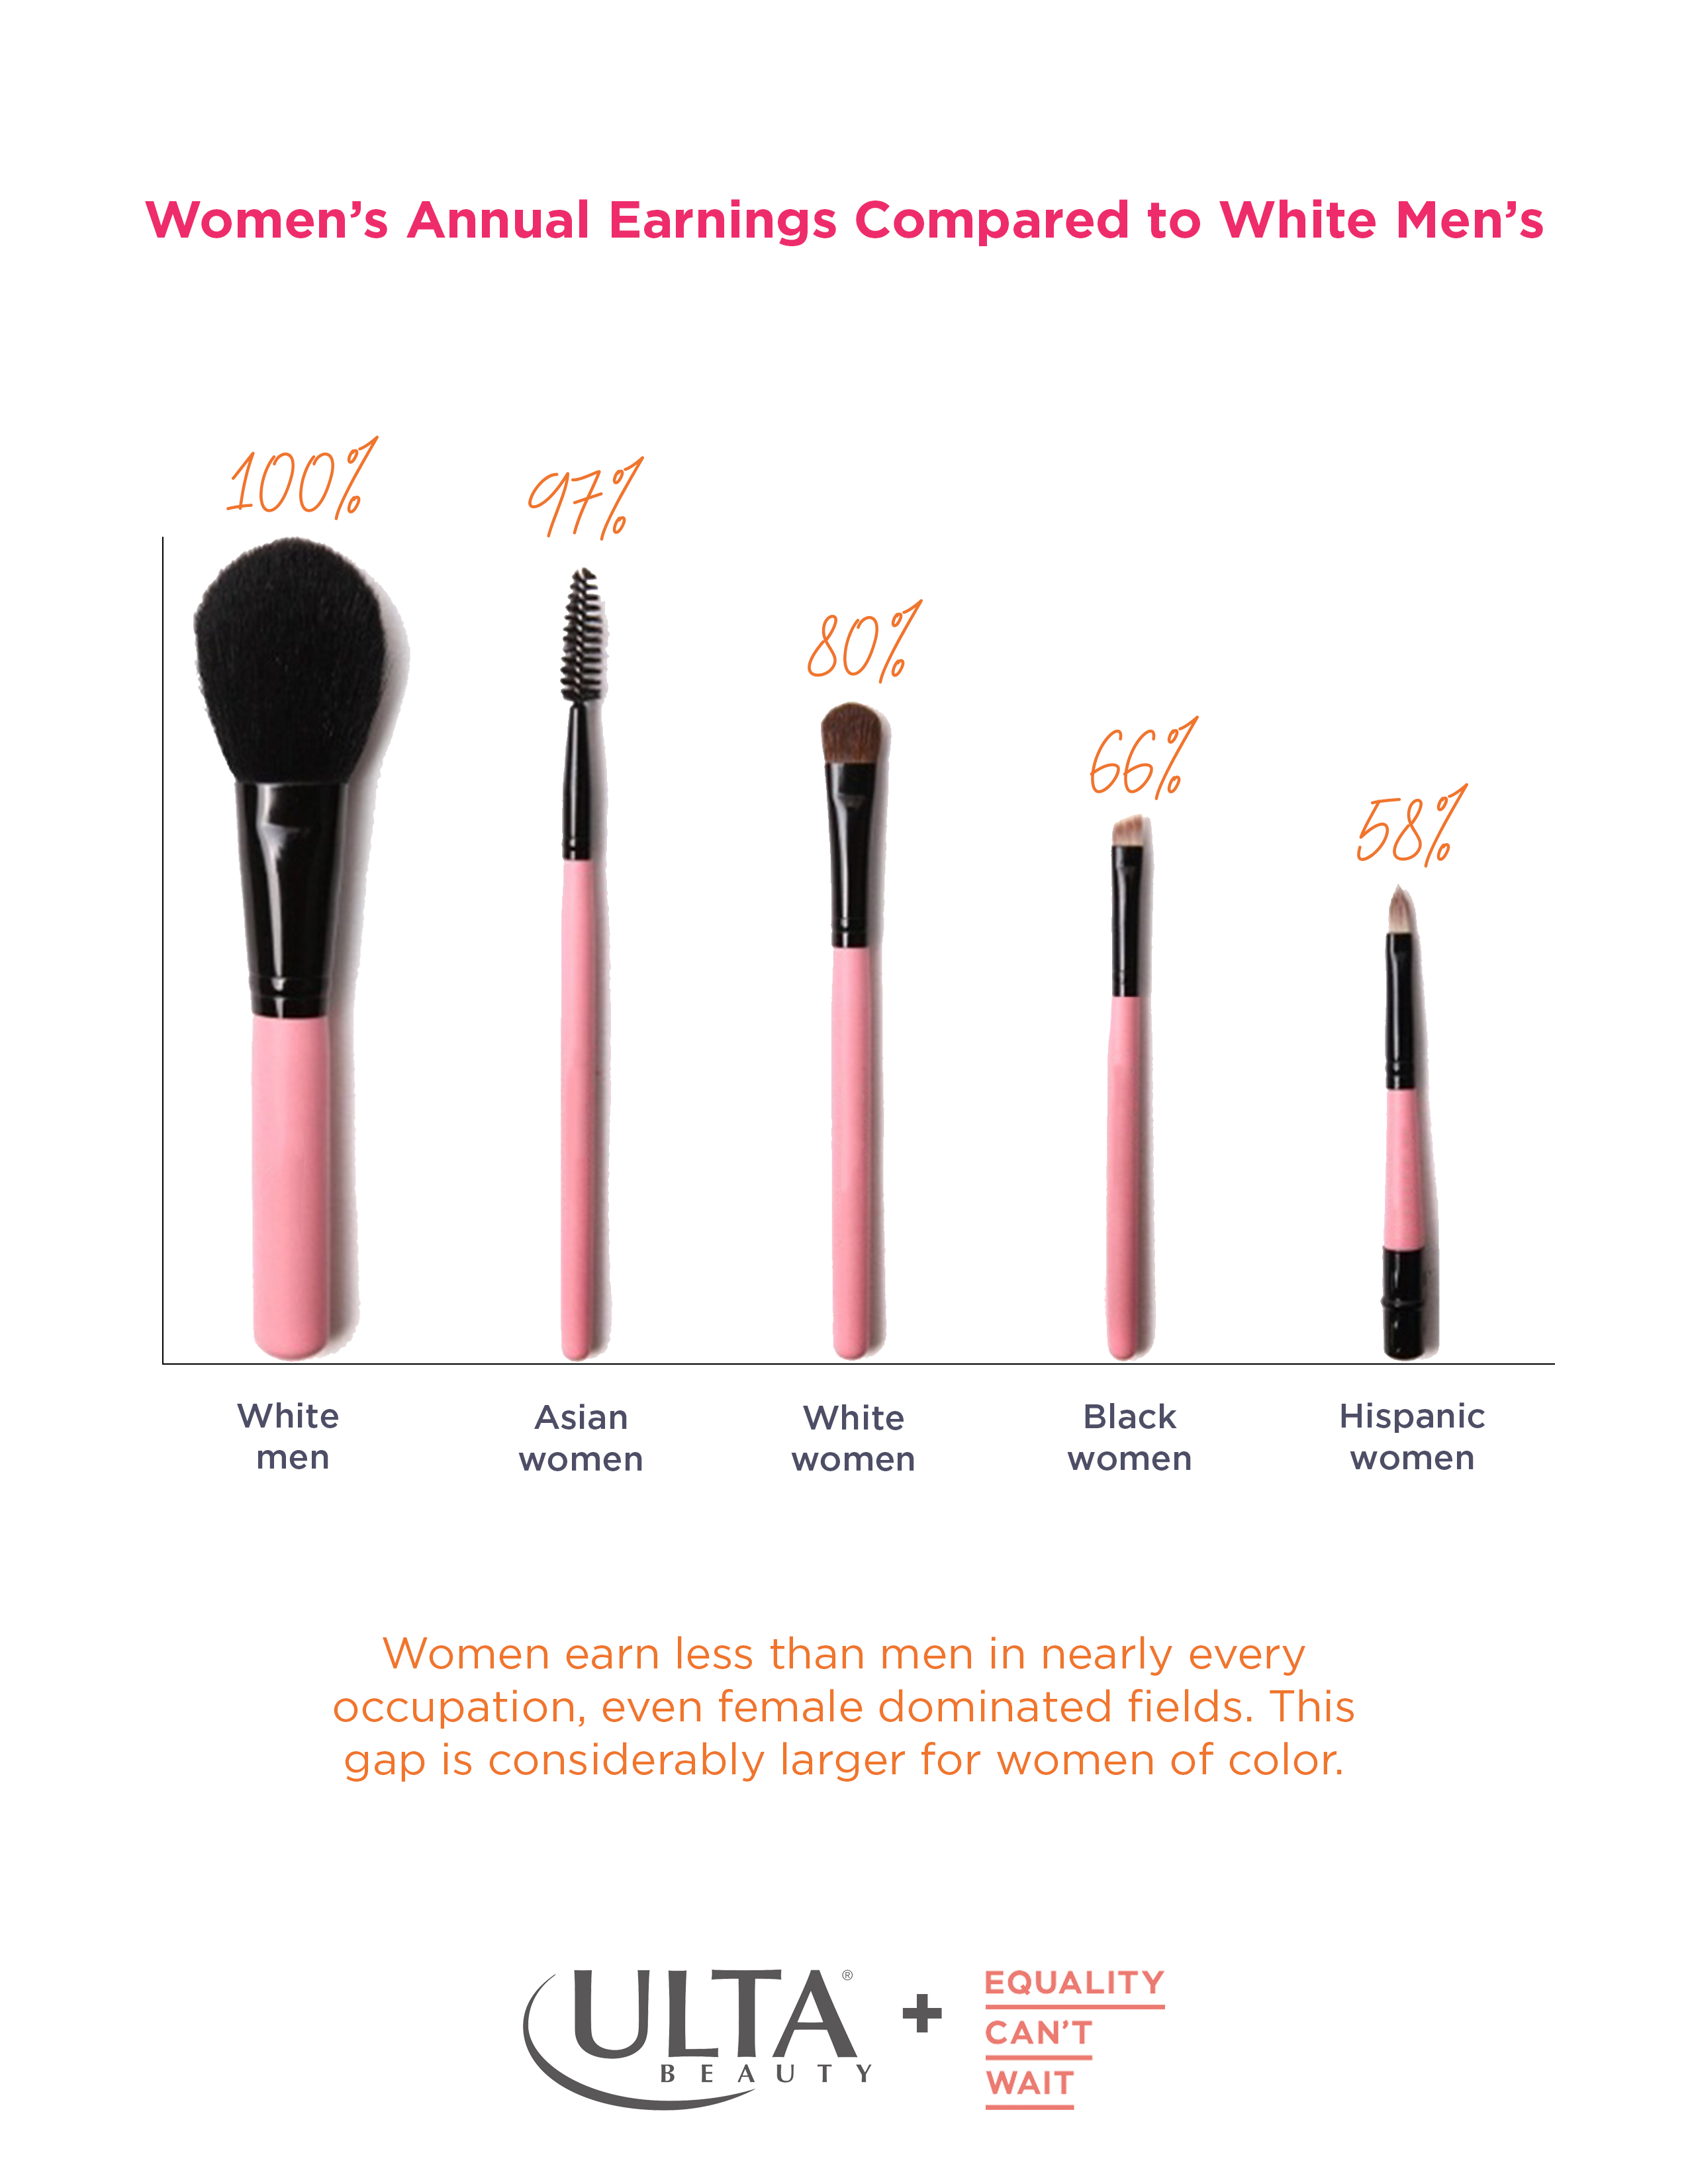 Women’s Annual Earnings Compared to White Men’s
100%
97%
80%
66%
58%
White
men
Asian
women
White
women
Black
women
Hispanic
women
Women earn less than men in nearly every
occupation, even female dominated fields. This
gap is considerably larger for women of color.
ULTA®
BEAUTY
+
EQUALITY
CAN’T
WAIT